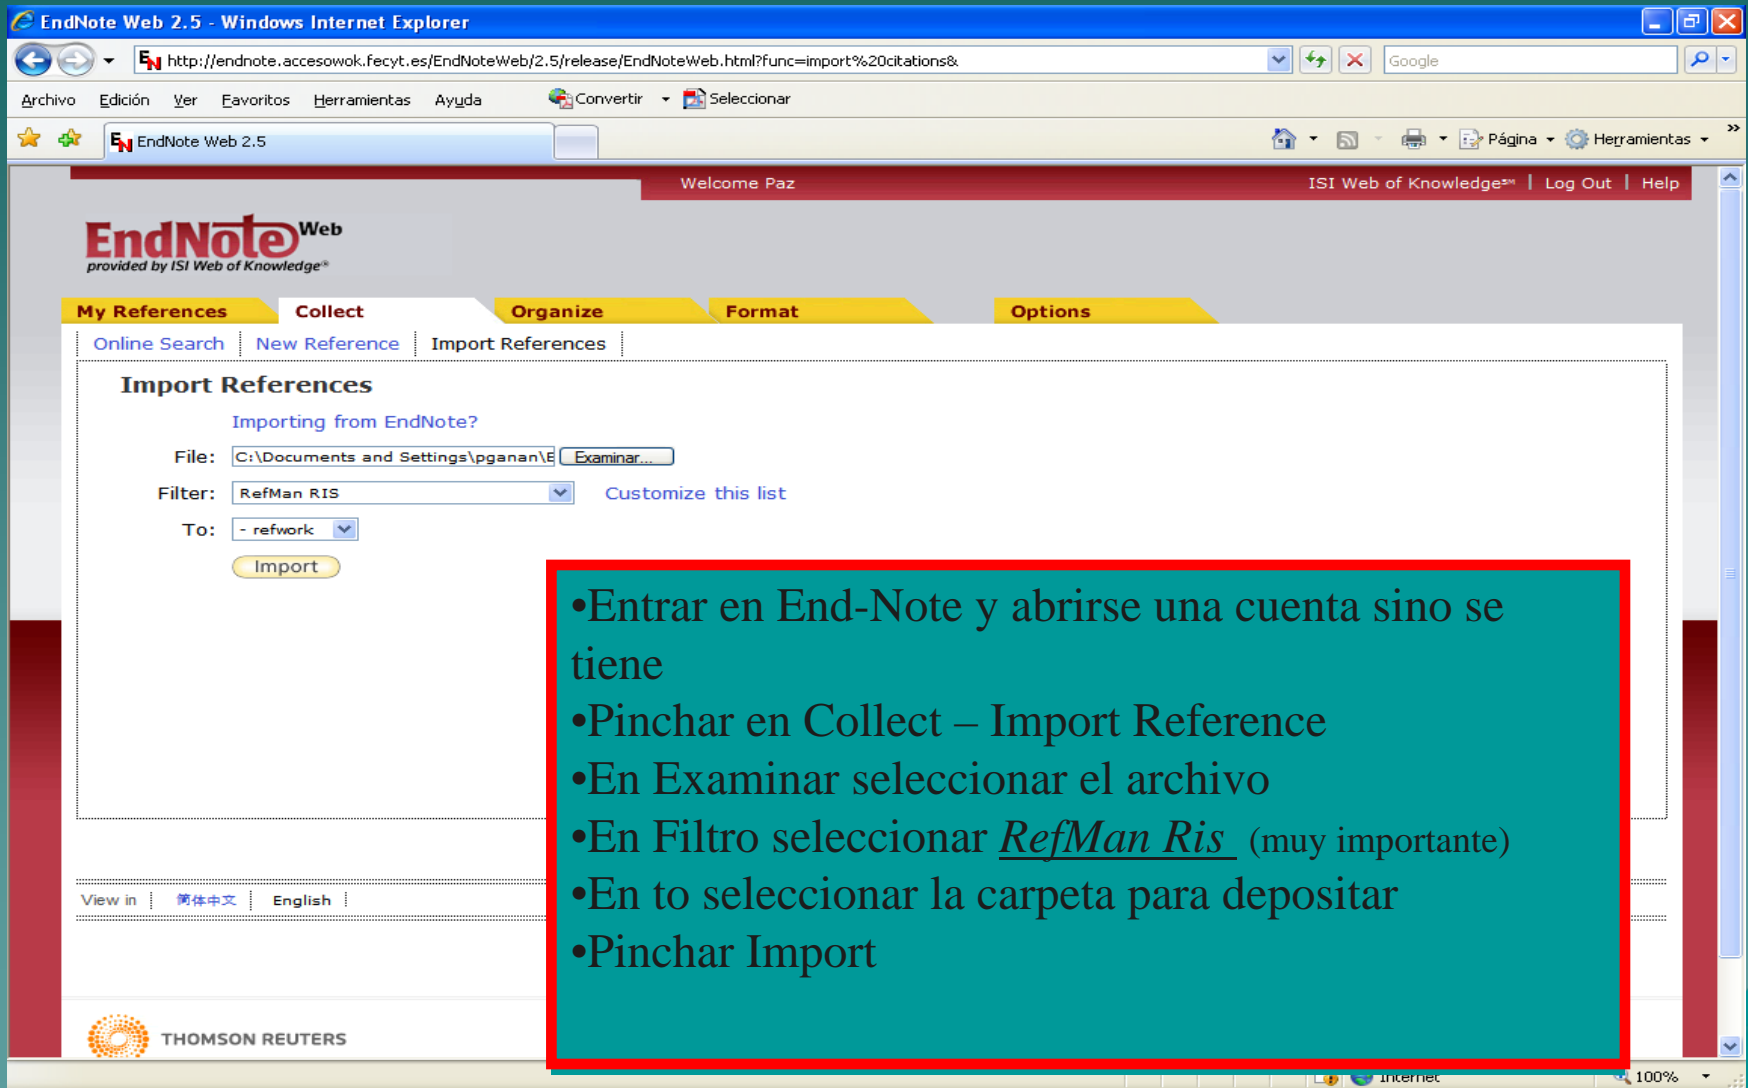 EndNote Web 2.5 - Windows Internet Explorer
http://endnote.accesowok.fecyt.es/EndNoteWeb/2.5/release/EndNoteWeb.html?func=import%20citations&
Google
Archivo Edición Ver Favoritos Herramientas Ayuda Convertir Seleccionar
EndNote Web 2.5
Página Herramientas
Welcome Paz
ISI Web of Knowledge℠ | Log Out | Help
EndNote Web
provided by ISI Web of Knowledge®
My References Collect Organize Format Options
Online Search New Reference Import References
Import References
Importing from EndNote?
File: C:\Documents and Settings\pganan\E Examinar...
Filter: RefMan RIS Customize this list
To: - refwork
Import
•Entrar en End-Note y abrirse una cuenta sino se
tiene
•Pinchar en Collect – Import Reference
•En Examinar seleccionar el archivo
•En Filtro seleccionar RefMan Ris (muy importante)
•En to seleccionar la carpeta para depositar
•Pinchar Import
View in 简体中文 English
THOMSON REUTERS
Internet
100%